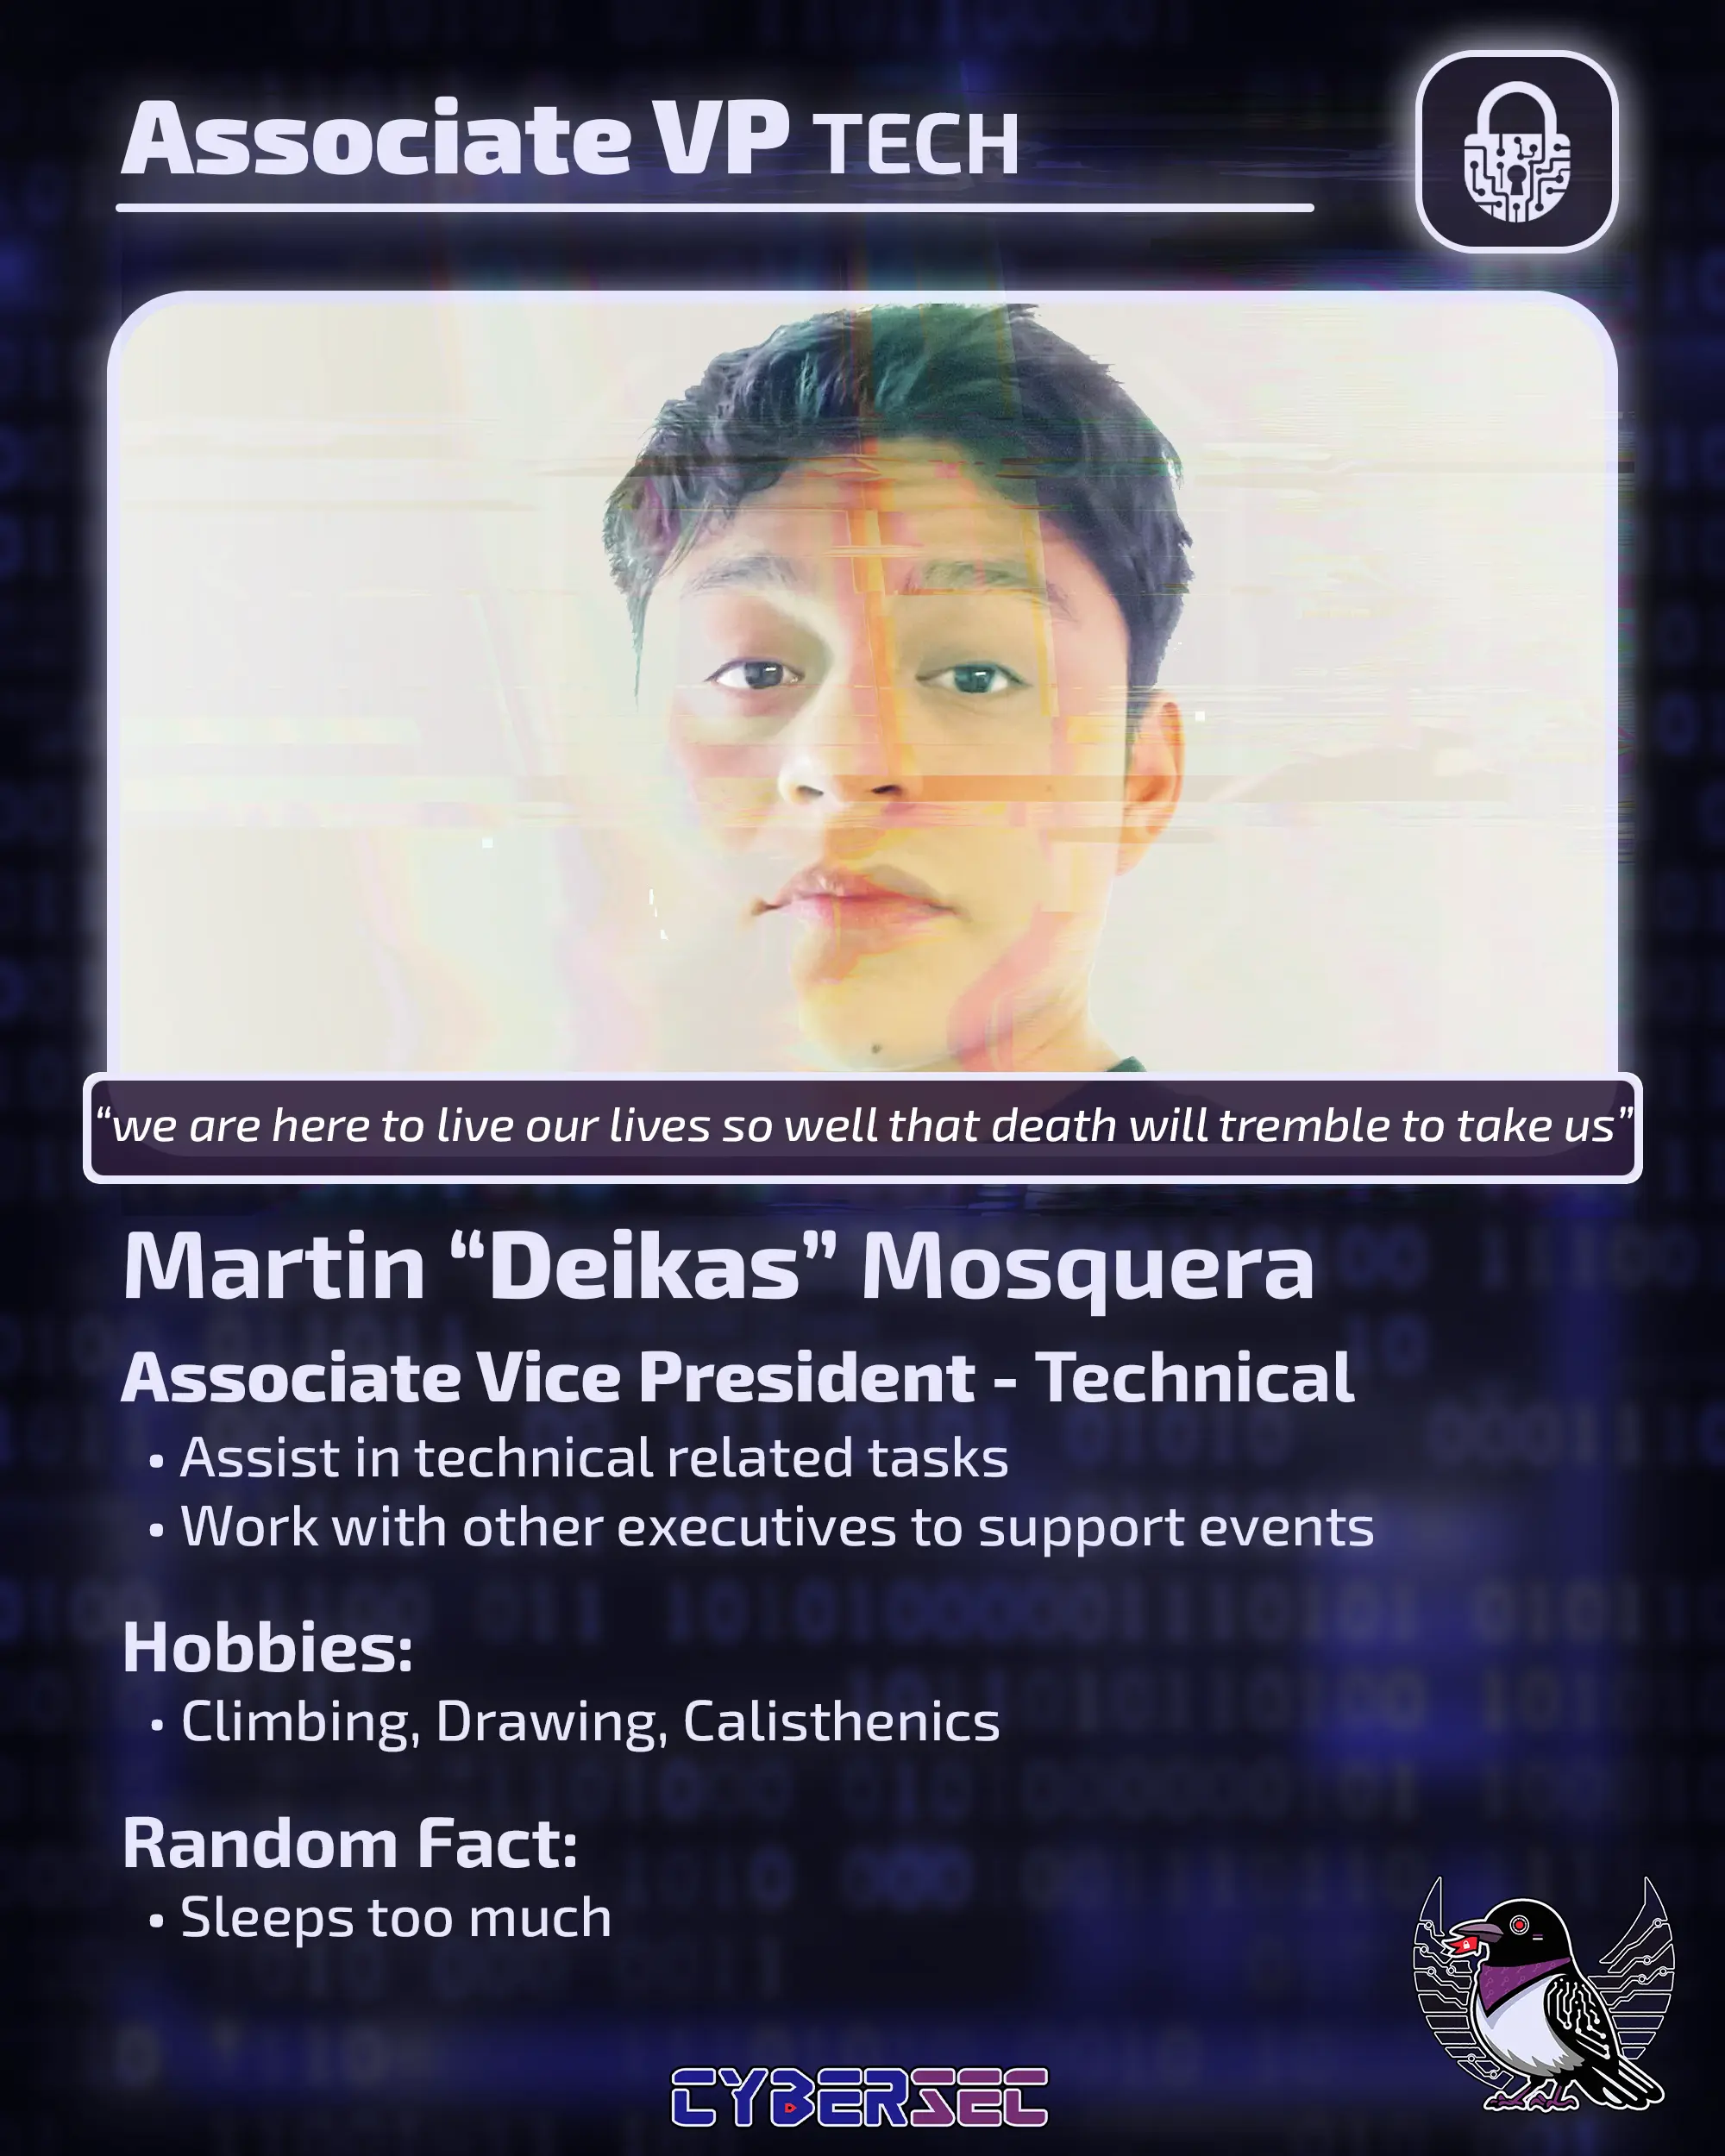 Associate VP TECH
“we are here to live our lives so well that death will tremble to take us”
Martin “Deikas” Mosquera
Associate Vice President - Technical
• Assist in technical related tasks
• Work with other executives to support events
Hobbies:
• Climbing, Drawing, Calisthenics
Random Fact:
• Sleeps too much
CYBERSEC